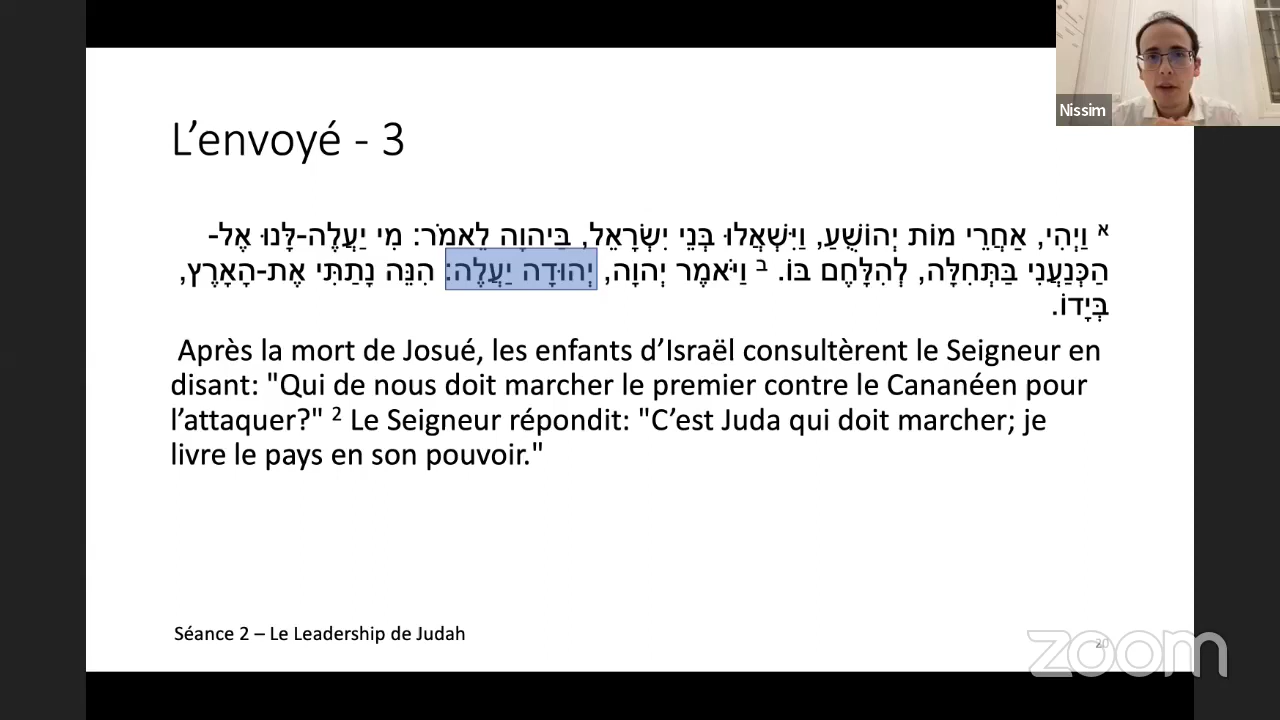 Nissim
L'envoyé - 3
א וַיְהִי, אַחֲרֵי מוֹת יְהוֹשֻׁעַ, וַיִּשְׁאֲלוּ בְּנֵי יִשְׂרָאֵל, בַּיהוָה לֵאמֹר: מִי יַעֲלֶה-לָּנוּ אֶל-
הַכְּנַעֲנִי בַּתְּחִלָּה, לְהִלָּחֶם בּוֹ. ב וַיֹּאמֶר יְהוָה, יְהוּדָה יַעֲלֶה: הִנֵּה נָתַתִּי אֶת-הָאָרֶץ,
בְּיָדוֹ.
Après la mort de Josué, les enfants d'Israël consultèrent le Seigneur en
disant: "Qui de nous doit marcher le premier contre le Cananéen pour
l'attaquer?" ² Le Seigneur répondit: "C'est Juda qui doit marcher; je
livre le pays en son pouvoir."
Séance 2 – Le Leadership de Judah
20
zoom